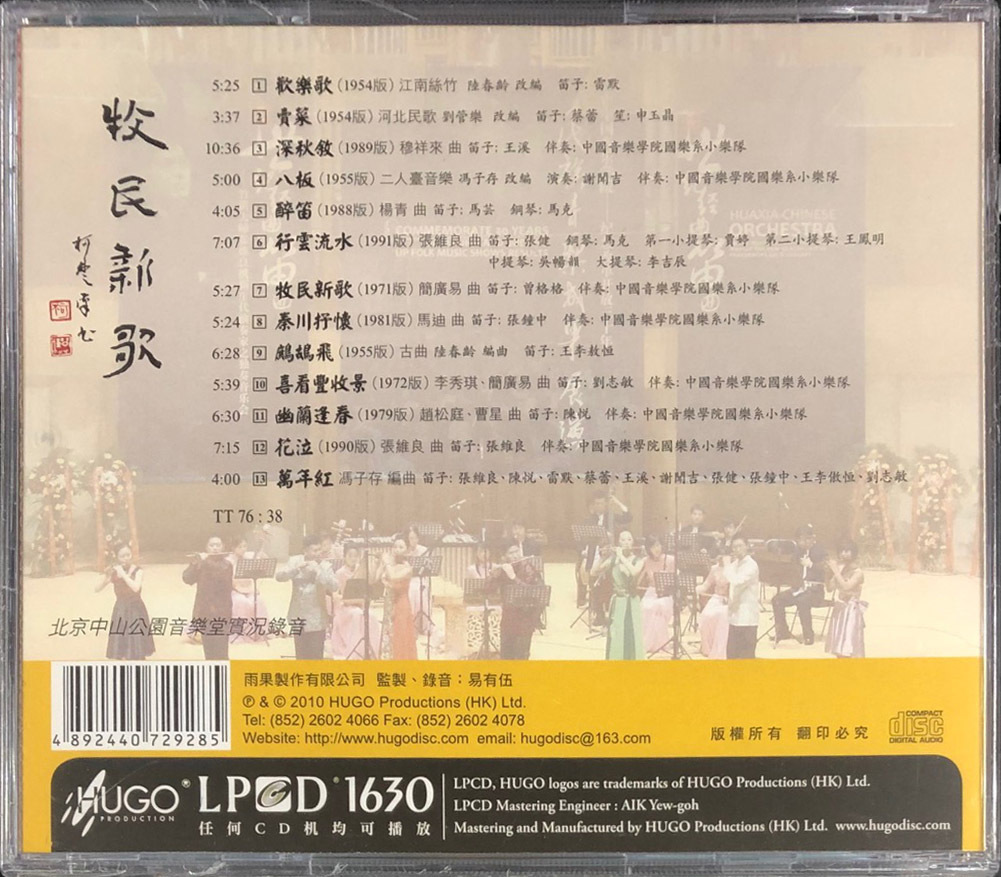 牧民新歌
5:25 1 歡樂歌 (1954版) 江南絲竹 陸春齡 改編 笛子: 雷默
3:37 2 賣菜 (1954版) 河北民歌 劉管樂 改編 笛子: 蔡蕾 笙: 申玉晶
10:36 3 深秋敘 (1989版) 穆祥來 曲 笛子: 王溪 伴奏: 中國音樂學院國樂系小樂隊
5:00 4 八板 (1955版) 二人臺音樂 馮子存 改編 演奏: 謝聞吉 伴奏: 中國音樂學院國樂系小樂隊
4:05 5 醉笛 (1988版) 楊青 曲 笛子: 馬芸 鋼琴: 馬克
7:07 6 行雲流水 (1991版) 張維良 曲 笛子: 張健 鋼琴: 馬克 第一小提琴: 賁婷 第二小提琴: 王鳳明
中提琴: 吳暢韻 大提琴: 李吉辰
5:27 7 牧民新歌 (1971版) 簡廣易 曲 笛子: 曾格格 伴奏: 中國音樂學院國樂系小樂隊
5:24 8 秦川抒懷 (1981版) 馬迪 曲 笛子: 張鐘中 伴奏: 中國音樂學院國樂系小樂隊
6:28 9 鷓鴣飛 (1955版) 古曲 陸春齡 編曲 笛子: 王李敖恒
5:39 10 喜看豐收景 (1972版) 李秀琪、簡廣易 曲 笛子: 劉志敏 伴奏: 中國音樂學院國樂系小樂隊
6:30 11 幽蘭逢春 (1979版) 趙松庭、曹星 曲 笛子: 陳悅 伴奏: 中國音樂學院國樂系小樂隊
7:15 12 花泣 (1990版) 張維良 曲 笛子: 張維良 伴奏: 中國音樂學院國樂系小樂隊
4:00 13 萬年紅 馮子存 編曲 笛子: 張維良、陳悅、雷默、蔡蕾、王溪、謝聞吉、張健、張鐘中、王李傲恒、劉志敏
TT 76 : 38
HUAXIA CHINESE
ORCHESTRA
COMMEMORATE 20 YEARS
北京中山公園音樂堂實況錄音
4 892440 729285
雨果製作有限公司 監製、錄音：易有伍
℗ & © 2010 HUGO Productions (HK) Ltd.
Tel: (852) 2602 4066 Fax: (852) 2602 4078
Website: http://www.hugodisc.com email: hugodisc@163.com
版權所有 翻印必究
COMPACT
disc
DIGITAL AUDIO
HUGO®
PRODUCTION
LPCD® 1630
任何CD机均可播放
LPCD, HUGO logos are trademarks of HUGO Productions (HK) Ltd.
LPCD Mastering Engineer : AIK Yew-goh
Mastering and Manufactured by HUGO Productions (HK) Ltd. www.hugodisc.com